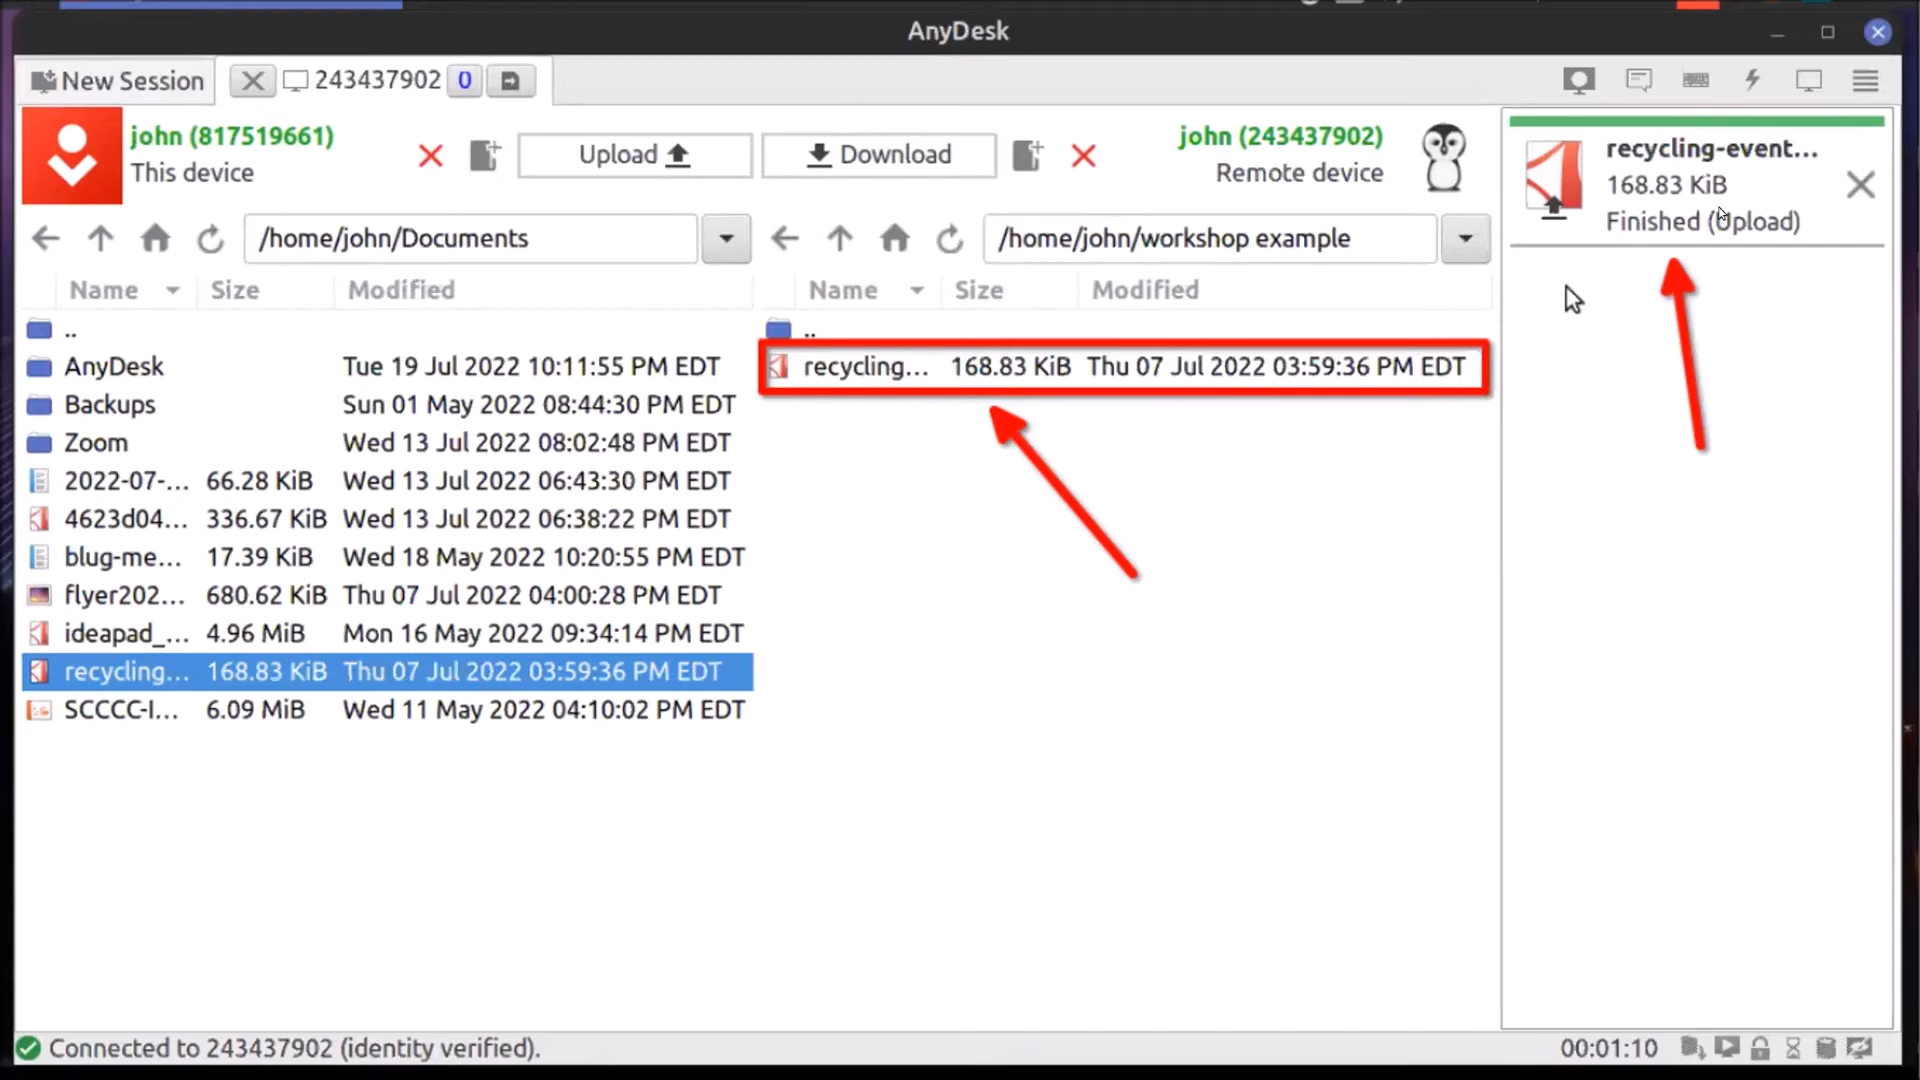 AnyDesk
New Session
243437902 0
john (817519661)
This device
Upload
Download
john (243437902)
Remote device
recycling-event...
168.83 KiB
Finished (Upload)
/home/john/Documents
/home/john/workshop example
Name Size Modified
Name Size Modified
..
AnyDesk Tue 19 Jul 2022 10:11:55 PM EDT
Backups Sun 01 May 2022 08:44:30 PM EDT
Zoom Wed 13 Jul 2022 08:02:48 PM EDT
2022-07-... 66.28 KiB Wed 13 Jul 2022 06:43:30 PM EDT
4623d04... 336.67 KiB Wed 13 Jul 2022 06:38:22 PM EDT
blug-me... 17.39 KiB Wed 18 May 2022 10:20:55 PM EDT
flyer202... 680.62 KiB Thu 07 Jul 2022 04:00:28 PM EDT
ideapad_... 4.96 MiB Mon 16 May 2022 09:34:14 PM EDT
recycling... 168.83 KiB Thu 07 Jul 2022 03:59:36 PM EDT
SCCCC-I... 6.09 MiB Wed 11 May 2022 04:10:02 PM EDT
..
recycling... 168.83 KiB Thu 07 Jul 2022 03:59:36 PM EDT
Connected to 243437902 (identity verified).
00:01:10